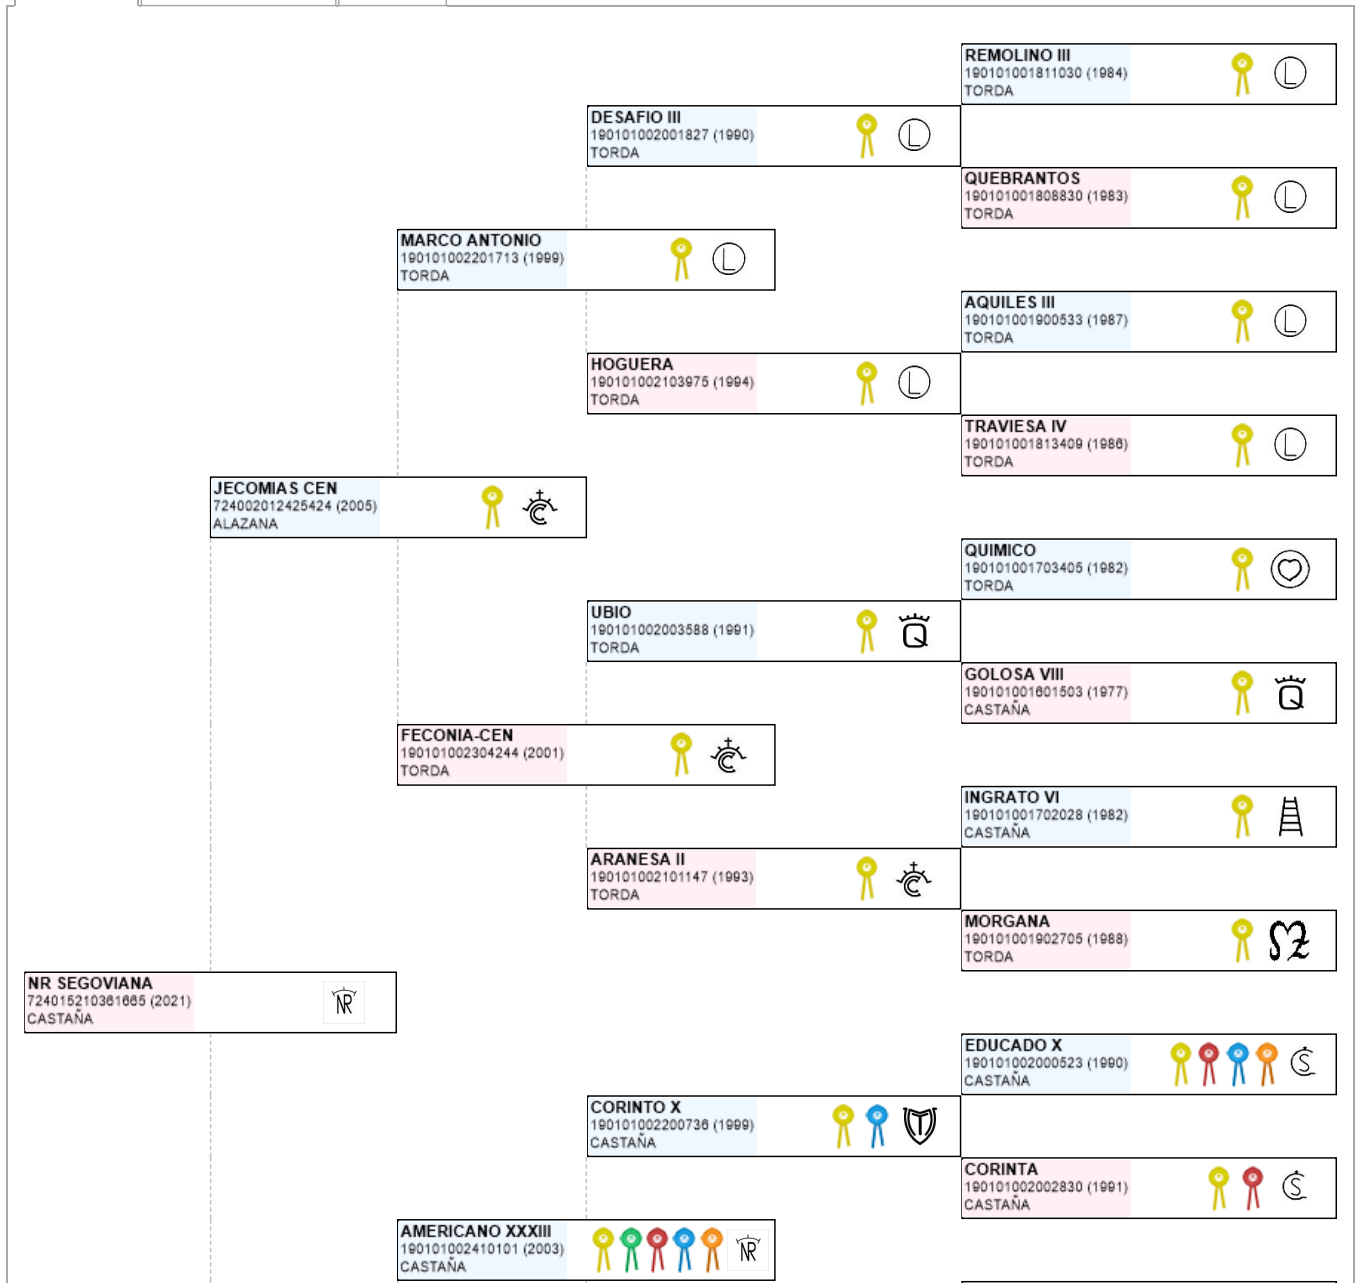 REMOLINO III
190101001811030 (1984)
TORDA
DESAFIO III
190101002001827 (1990)
TORDA
QUEBRANTOS
190101001808830 (1983)
TORDA
MARCO ANTONIO
190101002201713 (1999)
TORDA
AQUILES III
190101001900533 (1987)
TORDA
HOGUERA
190101002103975 (1994)
TORDA
TRAVIESA IV
190101001813409 (1986)
TORDA
JECOMIAS CEN
724002012425424 (2005)
ALAZANA
QUIMICO
190101001703405 (1982)
TORDA
UBIO
190101002003588 (1991)
TORDA
GOLOSA VIII
190101001601503 (1977)
CASTAÑA
FECONIA-CEN
190101002304244 (2001)
TORDA
INGRATO VI
190101001702028 (1982)
CASTAÑA
ARANESA II
190101002101147 (1993)
TORDA
MORGANA
190101001902705 (1988)
TORDA
NR SEGOVIANA
724015210361665 (2021)
CASTAÑA
NR
EDUCADO X
190101002000523 (1990)
CASTAÑA
CORINTO X
190101002200736 (1999)
CASTAÑA
CORINTA
190101002002830 (1991)
CASTAÑA
AMERICANO XXXIII
190101002410101 (2003)
CASTAÑA
NR